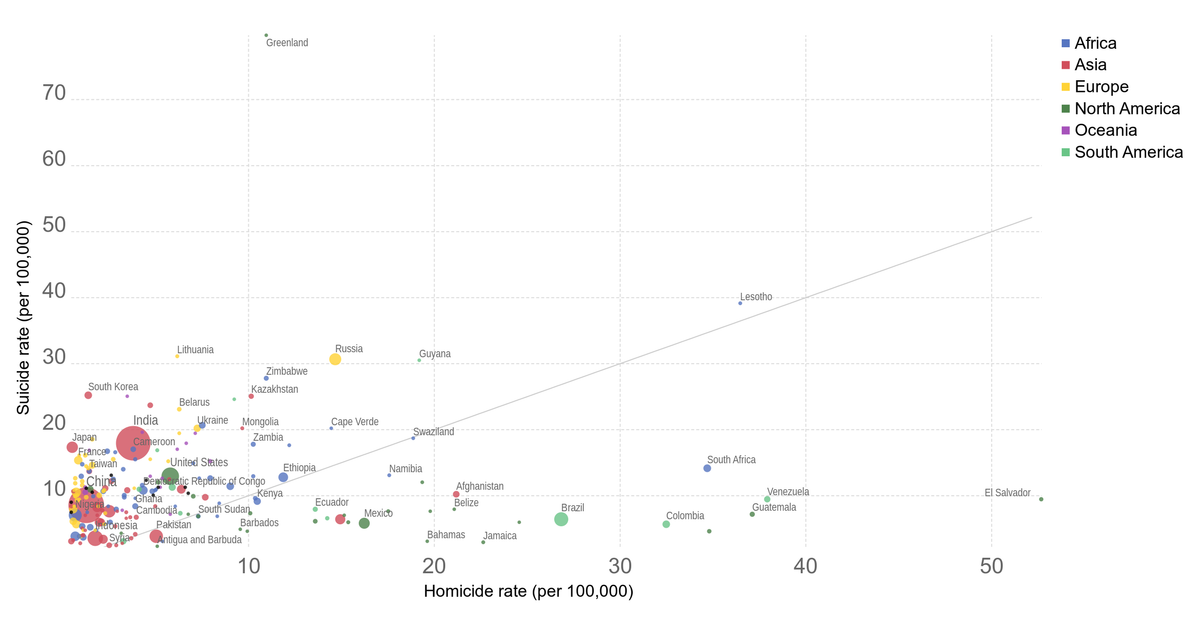 Greenland
Africa
Asia
Europe
North America
Oceania
South America
70
60
50
40
30
20
10
Suicide rate (per 100,000)
Lesotho
Lithuania
Russia
Guyana
Zimbabwe
South Korea
Kazakhstan
Belarus
India
Ukraine
Mongolia
Cape Verde
Japan
Cameroon
Zambia
Swaziland
France
Taiwan
United States
Ethiopia
Namibia
South Africa
China
Democratic Republic of Congo
Kenya
Afghanistan
Venezuela
El Salvador
Nigeria
Ghana
Cambodia
South Sudan
Ecuador
Mexico
Belize
Brazil
Colombia
Guatemala
Indonesia
Pakistan
Barbados
Syria
Antigua and Barbuda
Bahamas
Jamaica
10
20
30
40
50
Homicide rate (per 100,000)